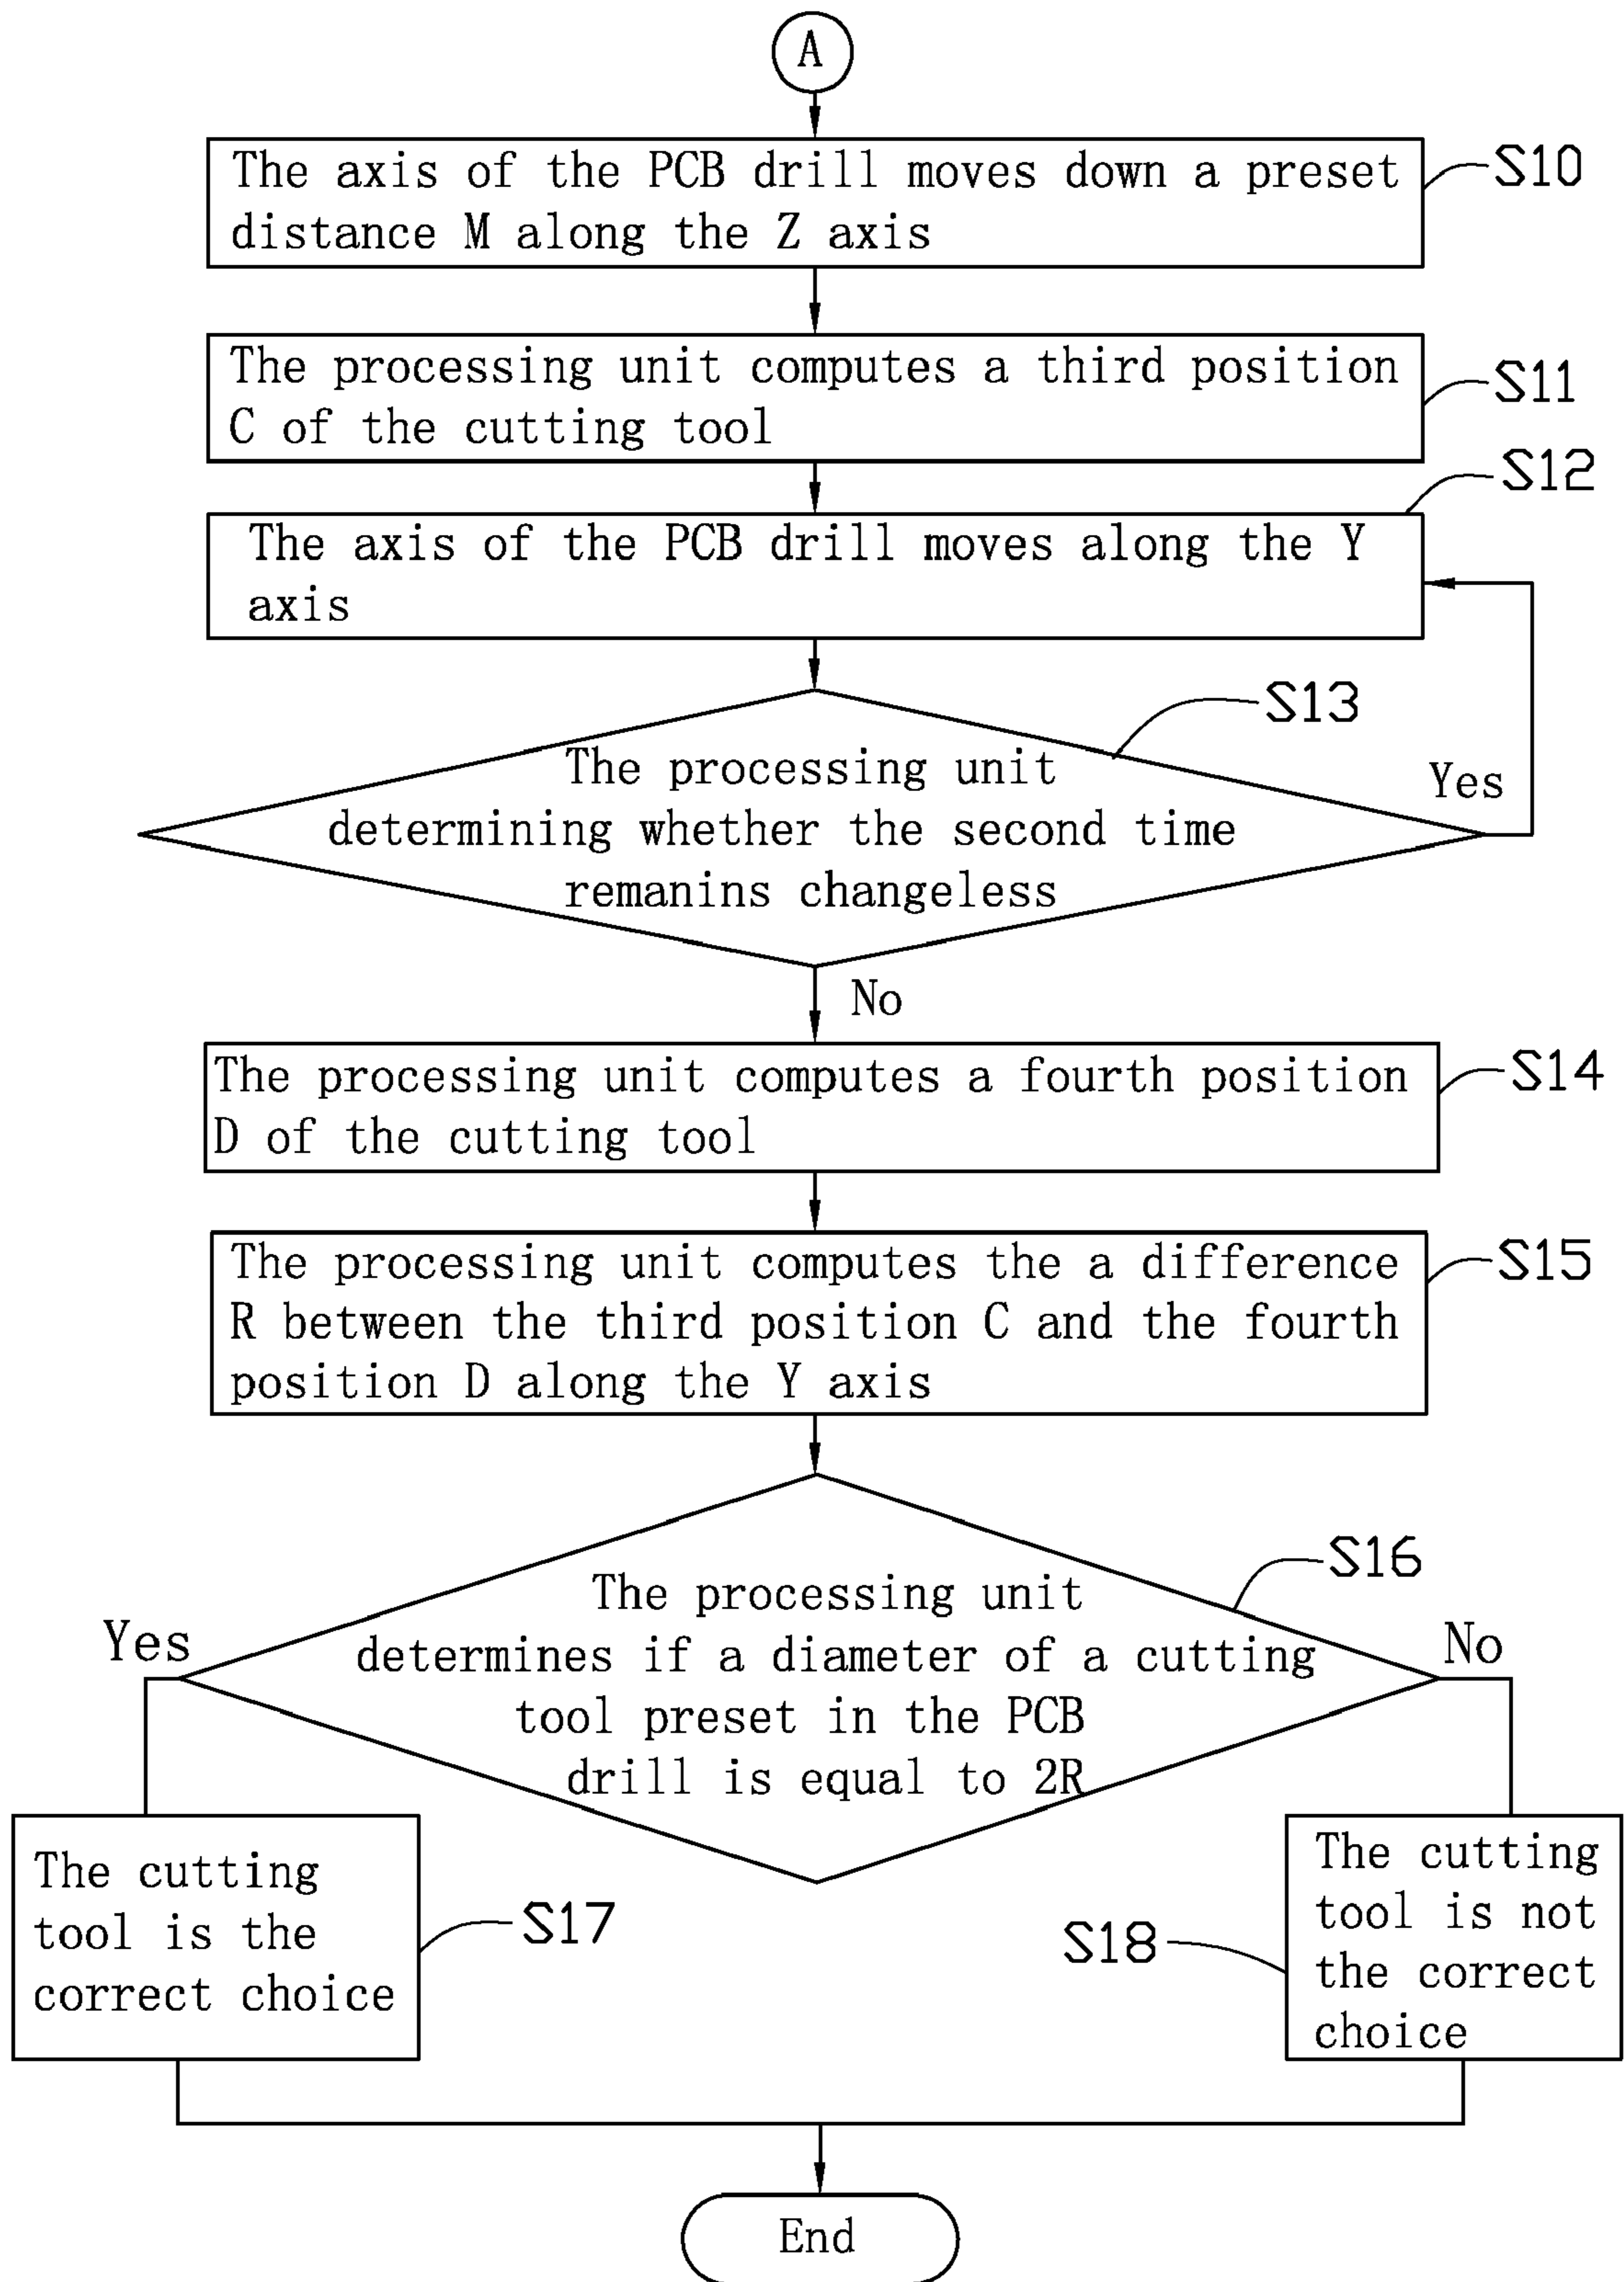 A
The axis of the PCB drill moves down a preset
distance M along the Z axis
S10
The processing unit computes a third position
C of the cutting tool
S11
The axis of the PCB drill moves along the Y
axis
S12
The processing unit
determining whether the second time
remanins changeless
S13
Yes
No
The processing unit computes a fourth position
D of the cutting tool
S14
The processing unit computes the a difference
R between the third position C and the fourth
position D along the Y axis
S15
The processing unit
determines if a diameter of a cutting
tool preset in the PCB
drill is equal to 2R
S16
Yes
No
The cutting
tool is the
correct choice
S17
The cutting
tool is not
the correct
choice
S18
End